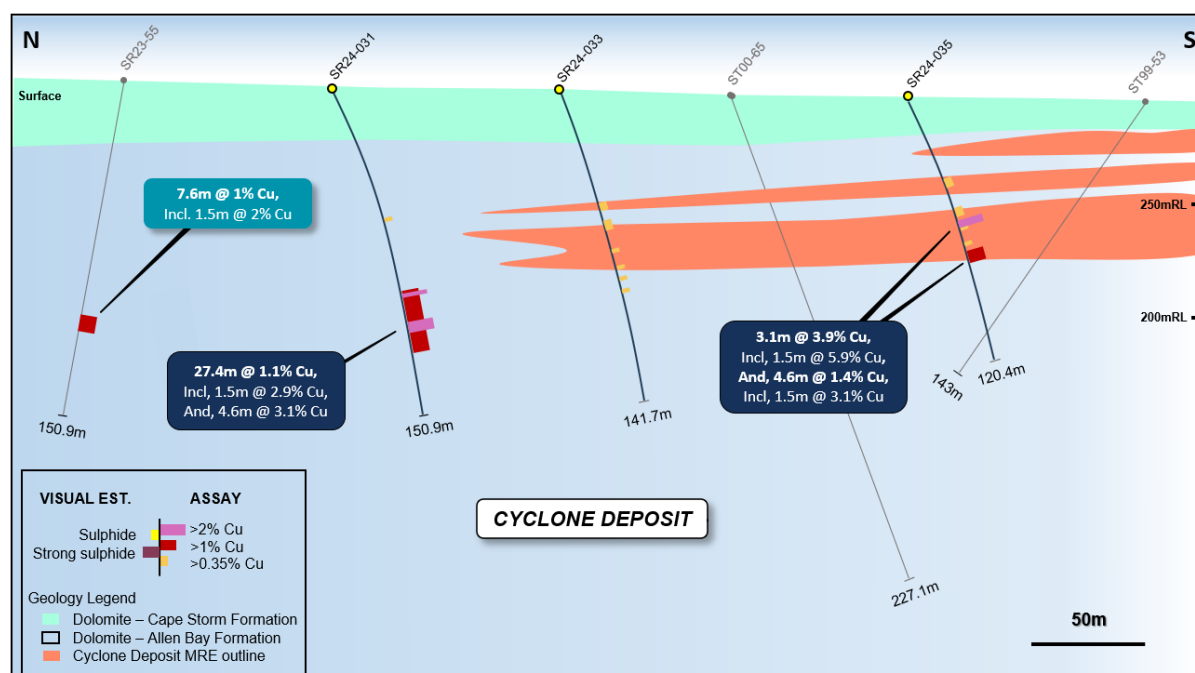 N
S
SR23-55
SR24-031
SR24-033
ST00-65
SR24-035
ST99-53
Surface
7.6m @ 1% Cu,
Incl. 1.5m @ 2% Cu
250mRL
200mRL
27.4m @ 1.1% Cu,
Incl, 1.5m @ 2.9% Cu,
And, 4.6m @ 3.1% Cu
3.1m @ 3.9% Cu,
Incl, 1.5m @ 5.9% Cu,
And, 4.6m @ 1.4% Cu,
Incl, 1.5m @ 3.1% Cu
150.9m
150.9m
141.7m
143m
120.4m
227.1m
CYCLONE DEPOSIT
VISUAL EST.
ASSAY
Sulphide
Strong sulphide
>2% Cu
>1% Cu
>0.35% Cu
Geology Legend
Dolomite – Cape Storm Formation
Dolomite – Allen Bay Formation
Cyclone Deposit MRE outline
50m